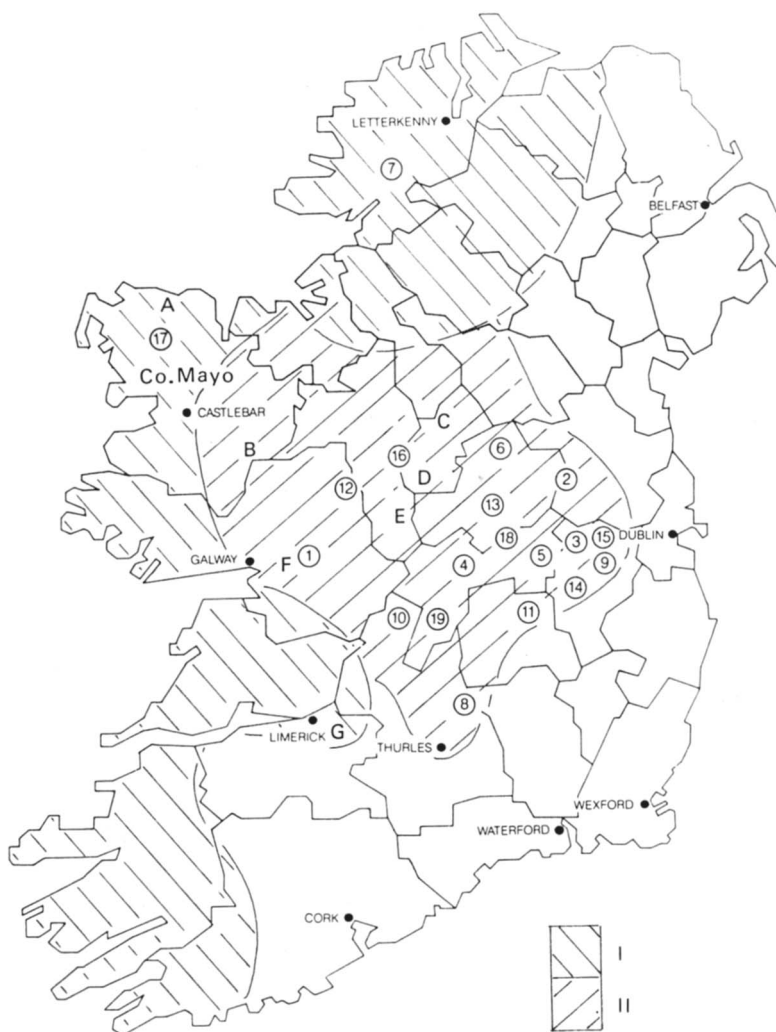 LETTERKENNY
7
BELFAST
A
17
Co. Mayo
CASTLEBAR
B
C
16
D
6
12
2
E
13
DUBLIN
18
3
15
GALWAY
F
1
4
5
9
14
10
19
11
8
LIMERICK
G
THURLES
WEXFORD
WATERFORD
CORK
I
II